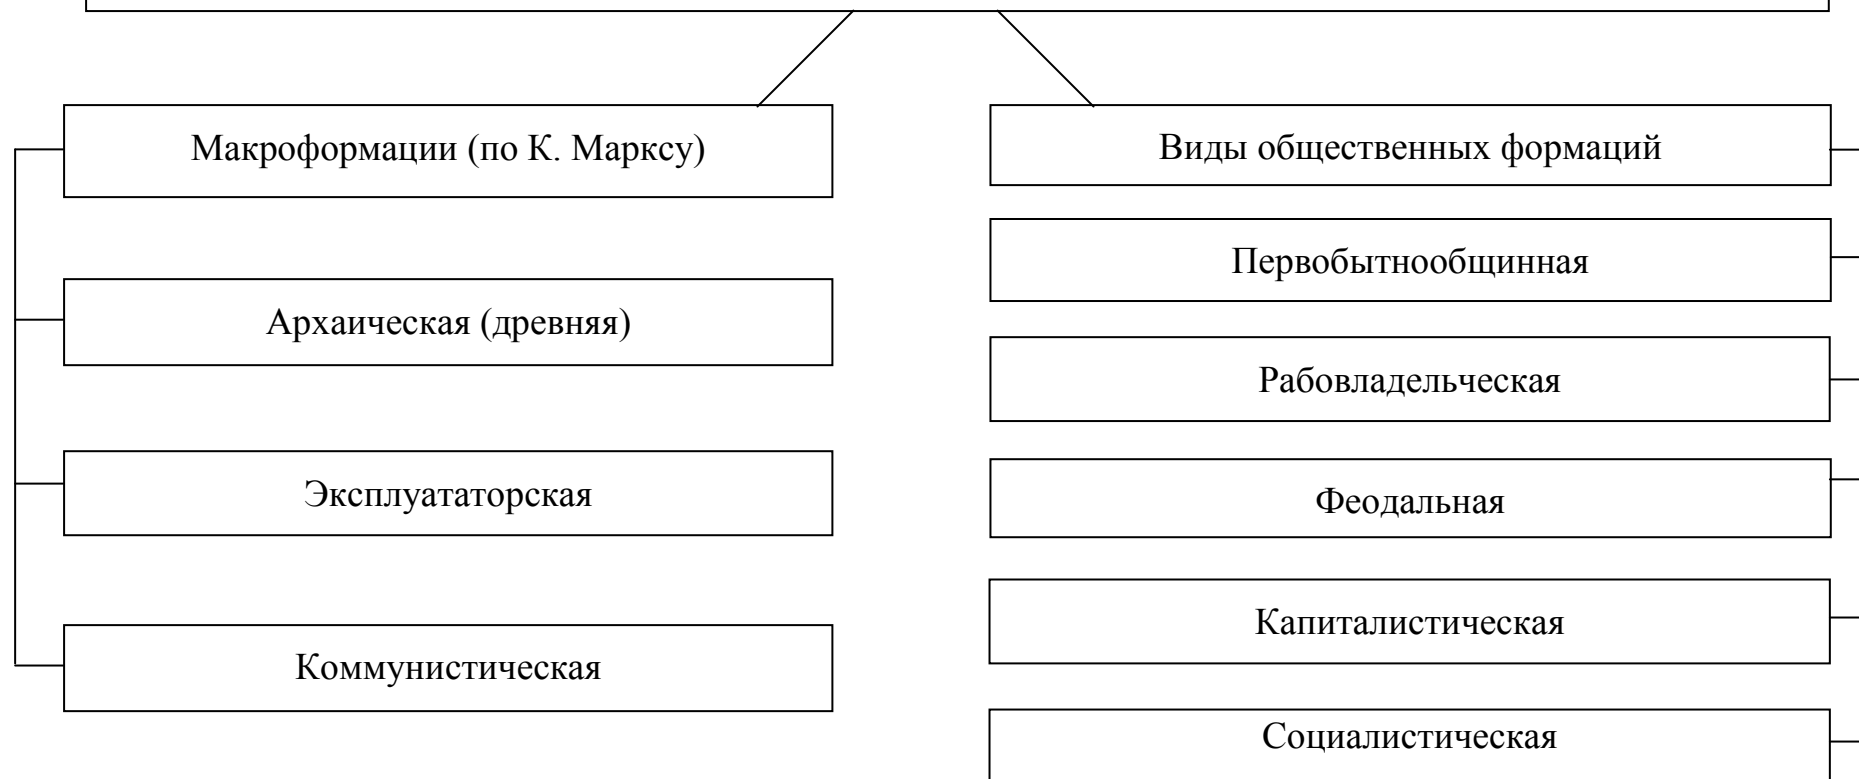 Макроформации (по К. Марксу)
Архаическая (древняя)
Эксплуататорская
Коммунистическая
Виды общественных формаций
Первобытнообщинная
Рабовладельческая
Феодальная
Капиталистическая
Социалистическая